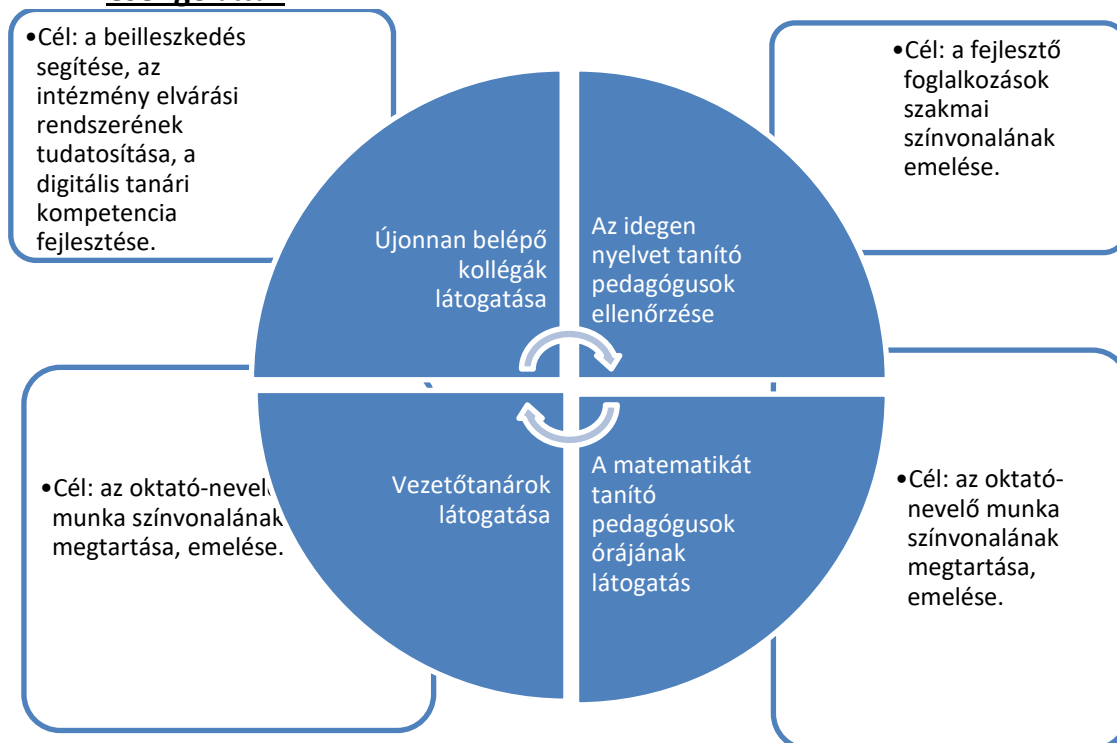 •Cél: a beilleszkedés
segítése, az
intézmény elvárási
rendszerének
tudatosítása, a
digitális tanári
kompetencia
fejlesztése.
•Cél: a fejlesztő
foglalkozások
szakmai
színvonalának
emelése.
Újonnan belépő
kollégák
látogatása
Az idegen
nyelvet tanító
pedagógusok
ellenőrzése
•Cél: az oktató-nevelő
munka színvonalának
megtartása, emelése.
Vezetőtanárok
látogatása
A matematikát
tanító
pedagógusok
órájának
látogatás
•Cél: az oktató-
nevelő munka
színvonalának
megtartása,
emelése.